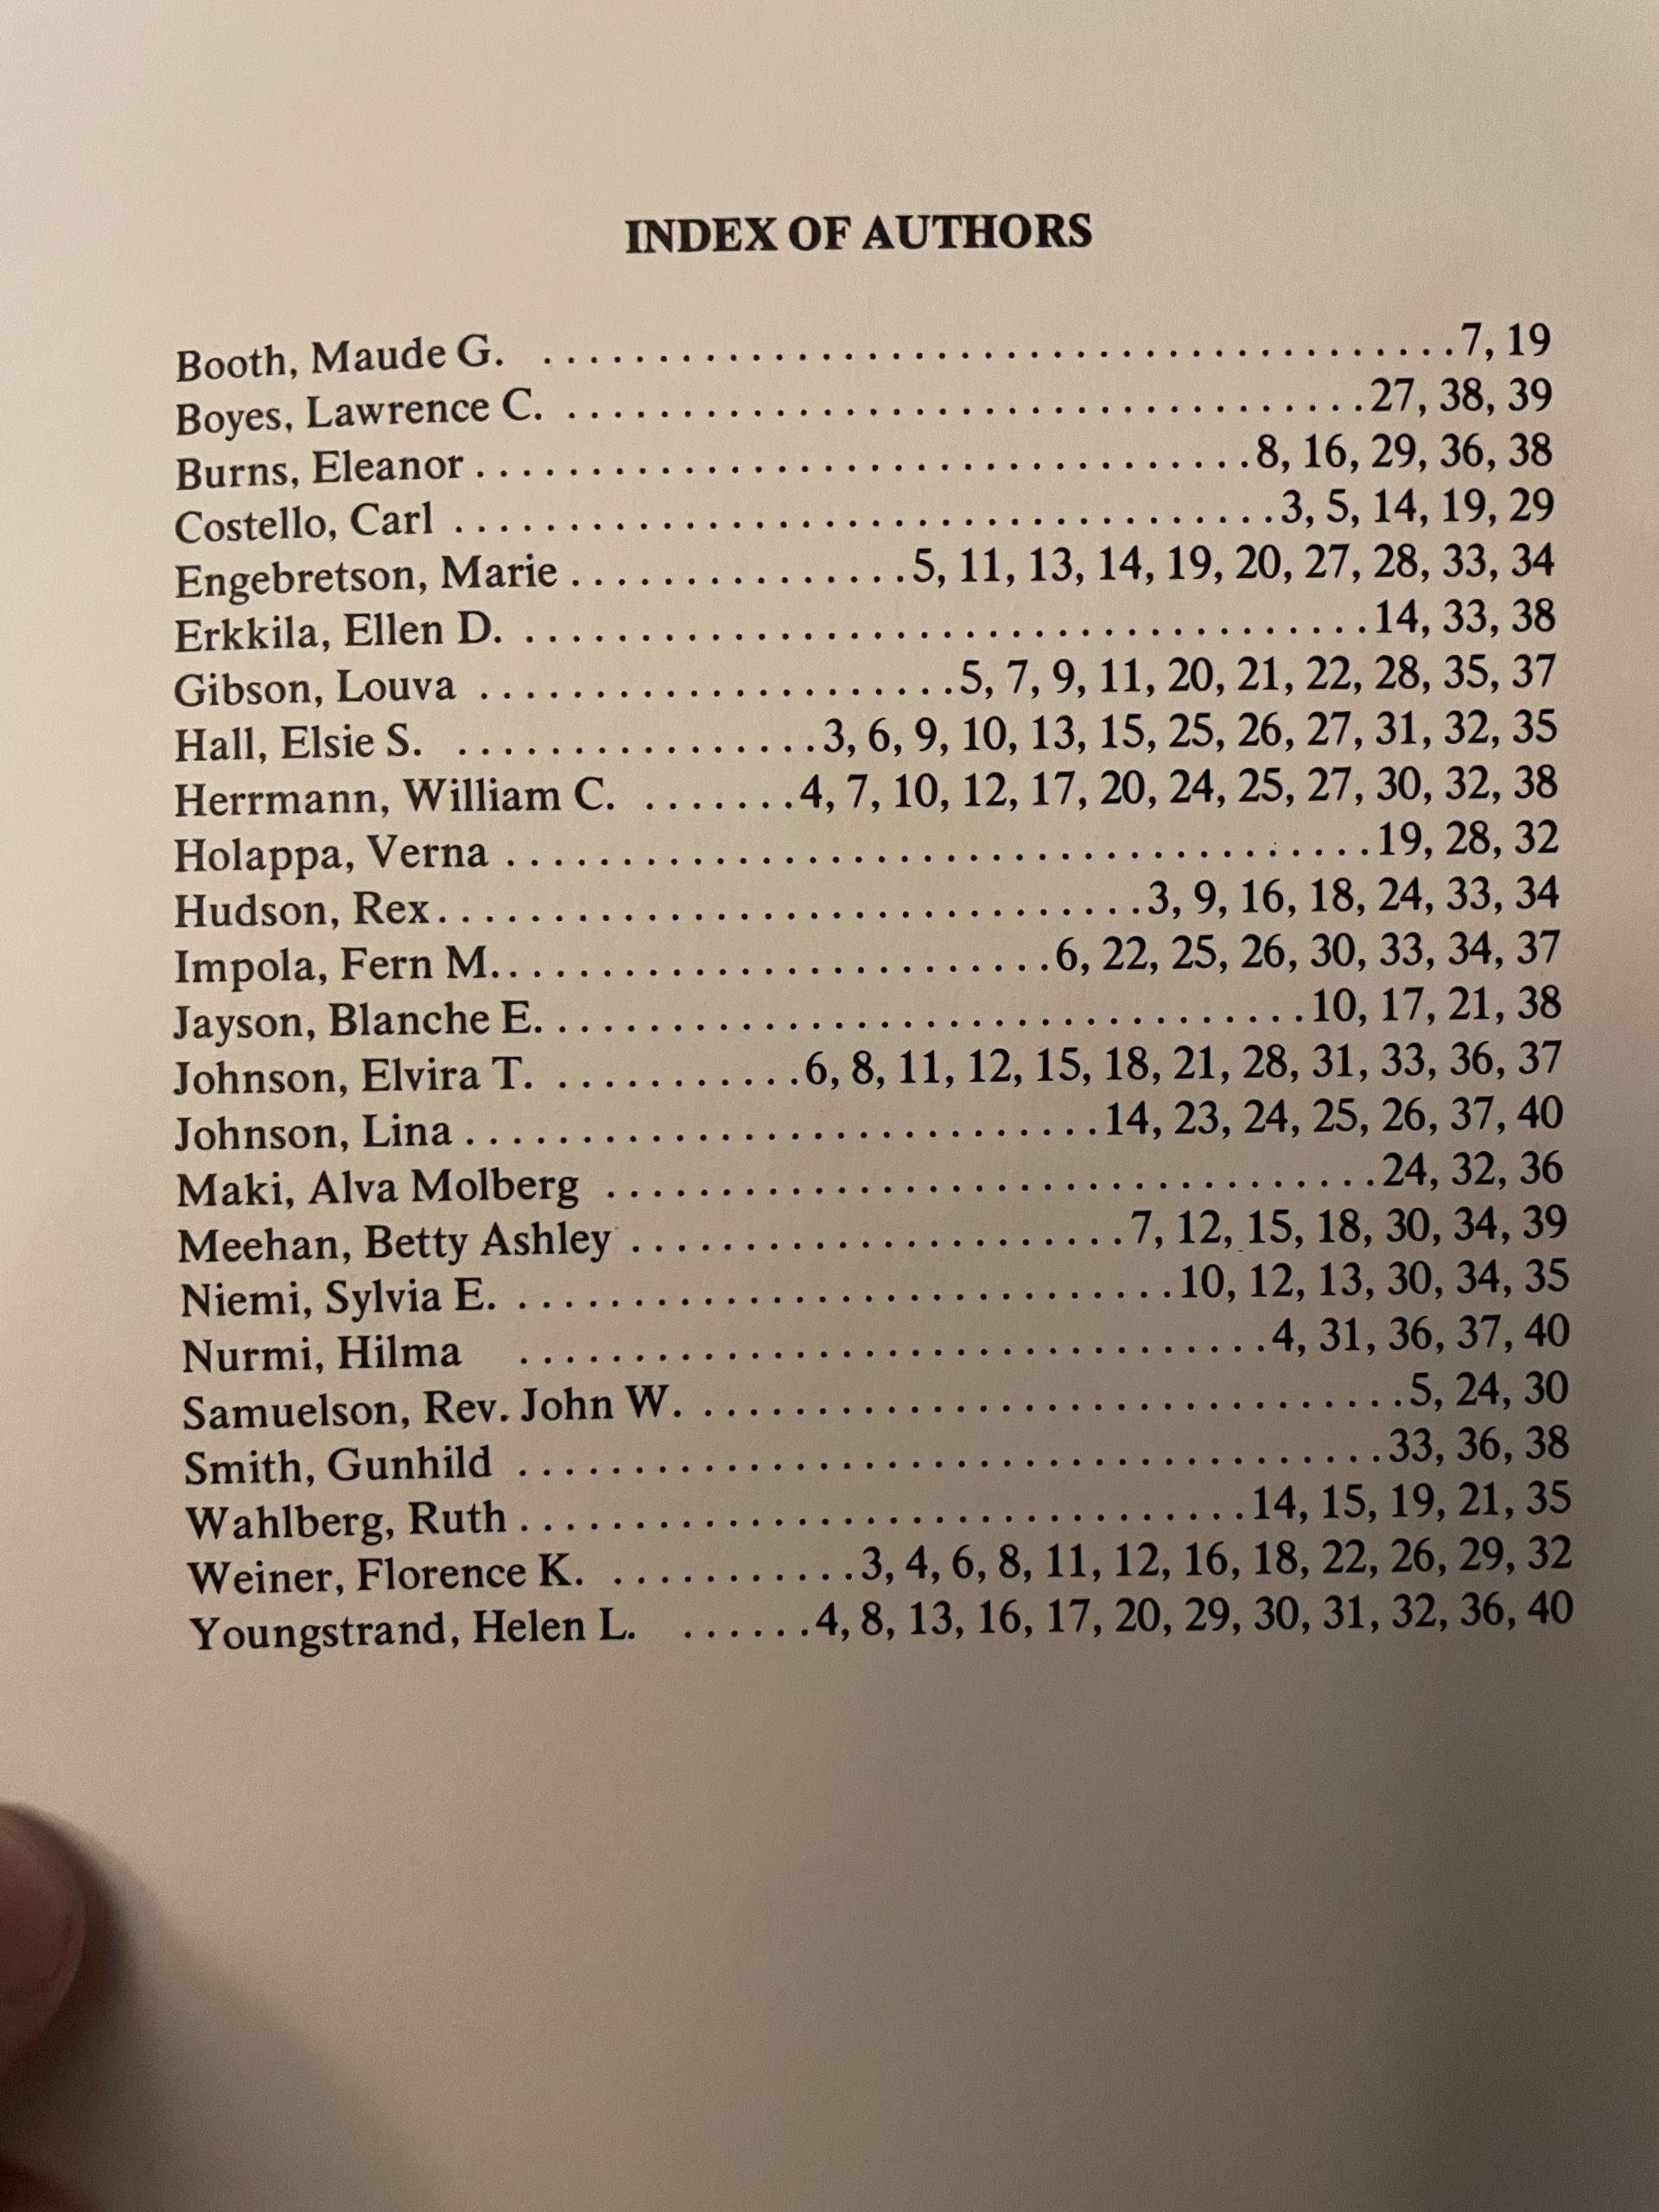 INDEX OF AUTHORS
Booth, Maude G. . . . . . . . . . . . . . . . . . . . . . . . . . . . . . . . . . . . . . . . . 7, 19
Boyes, Lawrence C. . . . . . . . . . . . . . . . . . . . . . . . . . . . . . . . . . . . 27, 38, 39
Burns, Eleanor . . . . . . . . . . . . . . . . . . . . . . . . . . . . . . . . . . 8, 16, 29, 36, 38
Costello, Carl . . . . . . . . . . . . . . . . . . . . . . . . . . . . . . . . . . . . 3, 5, 14, 19, 29
Engebretson, Marie . . . . . . . . . . . . . . . 5, 11, 13, 14, 19, 20, 27, 28, 33, 34
Erkkila, Ellen D. . . . . . . . . . . . . . . . . . . . . . . . . . . . . . . . . . . . . . 14, 33, 38
Gibson, Louva . . . . . . . . . . . . . . . . . . . . . 5, 7, 9, 11, 20, 21, 22, 28, 35, 37
Hall, Elsie S. . . . . . . . . . . . . . . . . 3, 6, 9, 10, 13, 15, 25, 26, 27, 31, 32, 35
Herrmann, William C. . . . . . . . 4, 7, 10, 12, 17, 20, 24, 25, 27, 30, 32, 38
Holappa, Verna . . . . . . . . . . . . . . . . . . . . . . . . . . . . . . . . . . . . . . 19, 28, 32
Hudson, Rex . . . . . . . . . . . . . . . . . . . . . . . . . . . . . . . 3, 9, 16, 18, 24, 33, 34
Impola, Fern M. . . . . . . . . . . . . . . . . . . . . . . . . 6, 22, 25, 26, 30, 33, 34, 37
Jayson, Blanche E. . . . . . . . . . . . . . . . . . . . . . . . . . . . . . . . . . 10, 17, 21, 38
Johnson, Elvira T. . . . . . . . . . . . 6, 8, 11, 12, 15, 18, 21, 28, 31, 33, 36, 37
Johnson, Lina . . . . . . . . . . . . . . . . . . . . . . . . . . . . 14, 23, 24, 25, 26, 37, 40
Maki, Alva Molberg . . . . . . . . . . . . . . . . . . . . . . . . . . . . . . . . . . 24, 32, 36
Meehan, Betty Ashley . . . . . . . . . . . . . . . . . . . . . . 7, 12, 15, 18, 30, 34, 39
Niemi, Sylvia E. . . . . . . . . . . . . . . . . . . . . . . . . . . . . . 10, 12, 13, 30, 34, 35
Nurmi, Hilma . . . . . . . . . . . . . . . . . . . . . . . . . . . . . . . . . 4, 31, 36, 37, 40
Samuelson, Rev. John W. . . . . . . . . . . . . . . . . . . . . . . . . . . . . . . . 5, 24, 30
Smith, Gunhild . . . . . . . . . . . . . . . . . . . . . . . . . . . . . . . . . . . . . . 33, 36, 38
Wahlberg, Ruth . . . . . . . . . . . . . . . . . . . . . . . . . . . . . . . . 14, 15, 19, 21, 35
Weiner, Florence K. . . . . . . . . . . . 3, 4, 6, 8, 11, 12, 16, 18, 22, 26, 29, 32
Youngstrand, Helen L. . . . . . . 4, 8, 13, 16, 17, 20, 29, 30, 31, 32, 36, 40